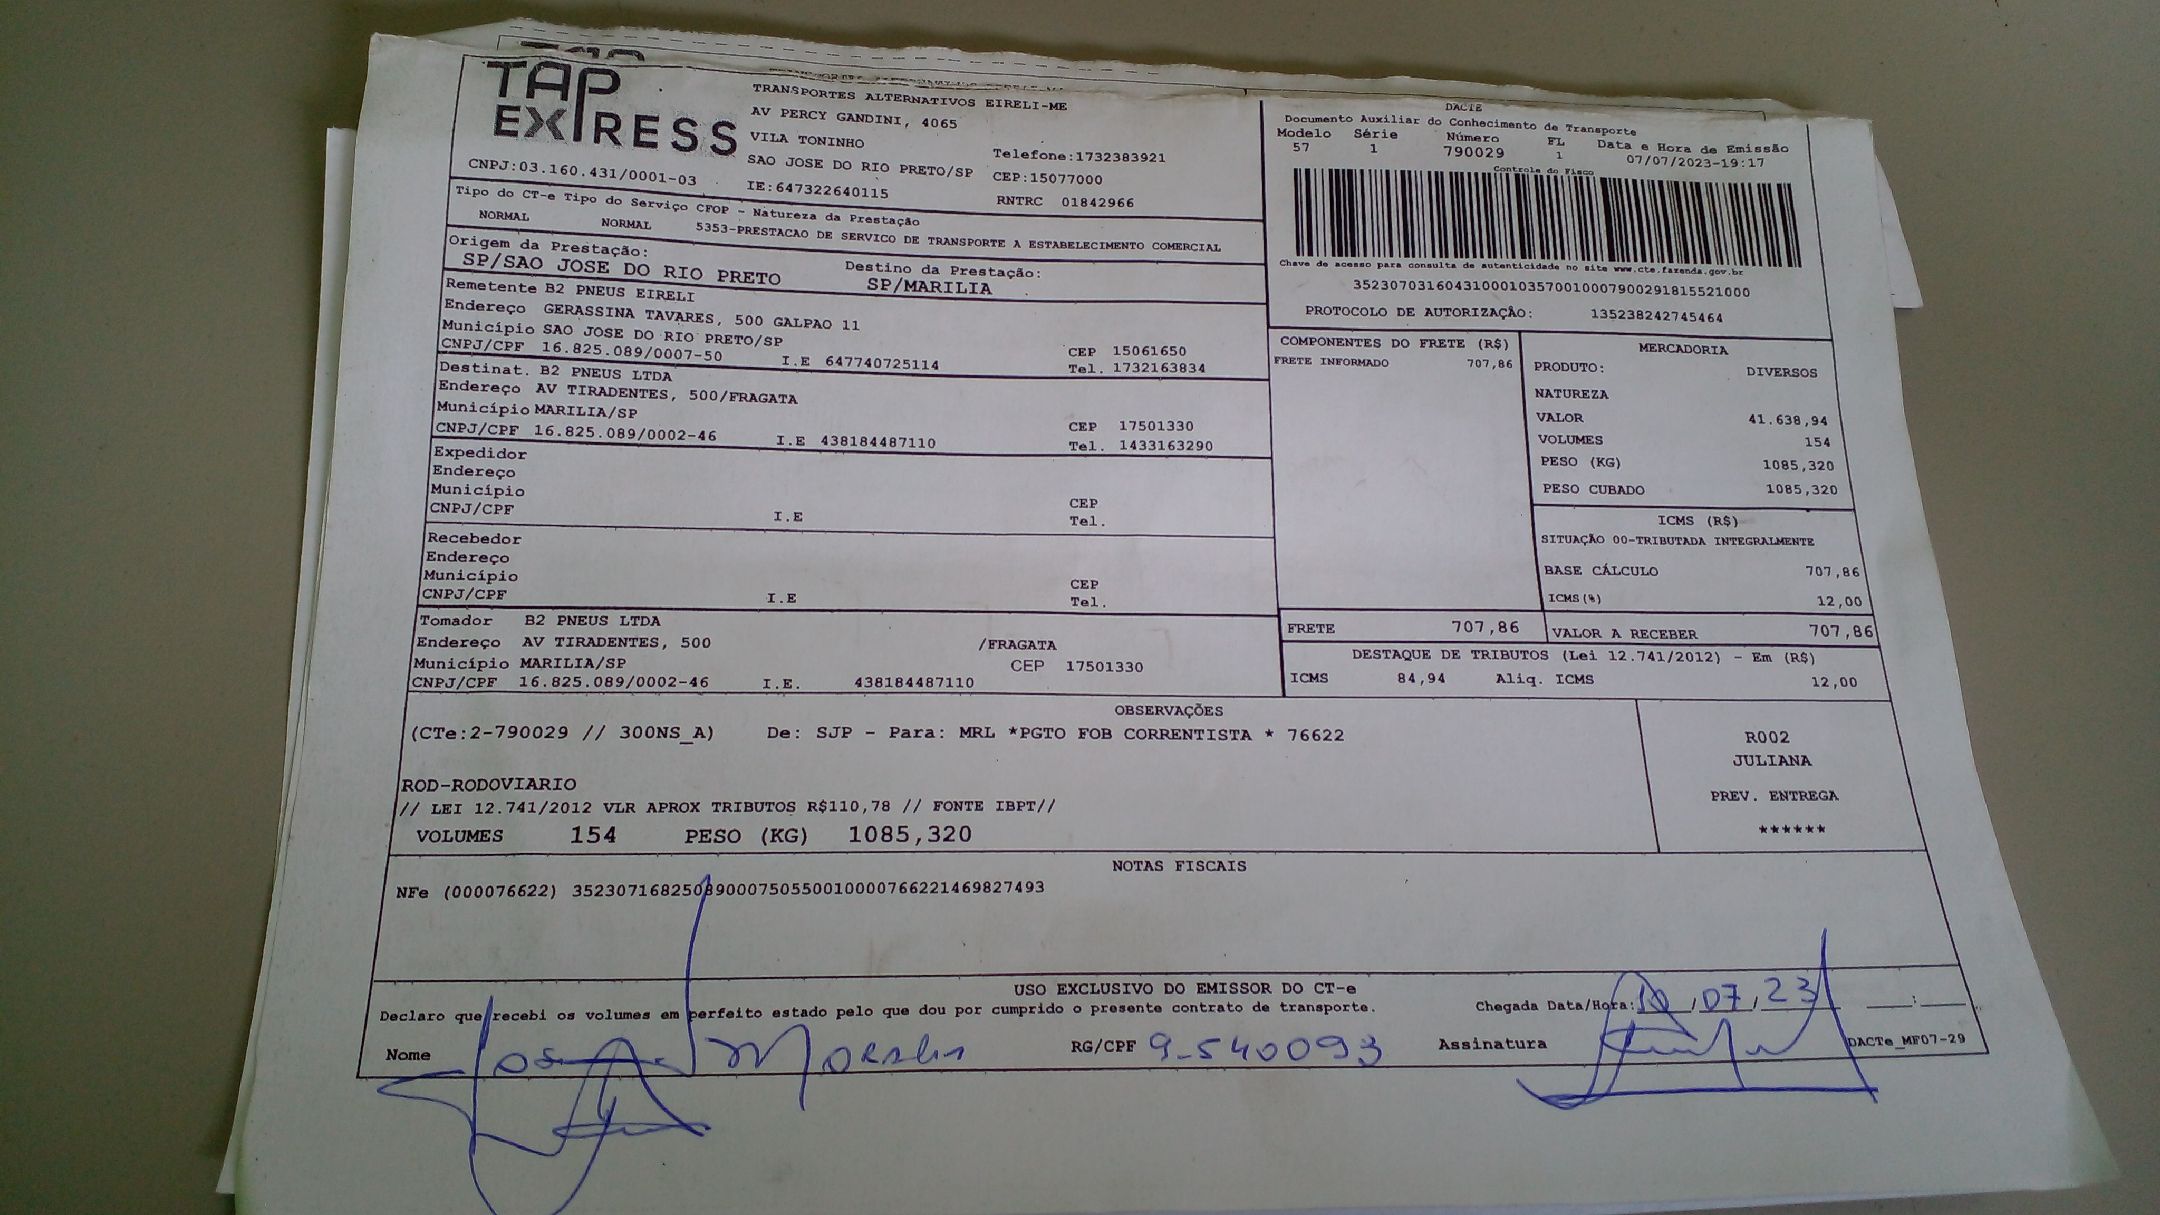 TAP
EXPRESS
TRANSPORTES ALTERNATIVOS EIRELI-ME
AV PERCY GANDINI, 4065
VILA TONINHO
Telefone:1732383921
SAO JOSE DO RIO PRETO/SP CEP:15077000
CNPJ:03.160.431/0001-03 IE:647322640115 RNTRC 01842966
DACTE
Documento Auxiliar do Conhecimento de Transporte
Modelo Série Número FL Data e Hora de Emissão
57 1 790029 1 07/07/2023-19:17
Controle do Fisco
Chave de acesso para consulta de autenticidade no site www.cte.fazenda.gov.br
35230703160431000103570010007900291815521000
PROTOCOLO DE AUTORIZAÇÃO: 135238242745464
Tipo do CT-e Tipo do Serviço CFOP - Natureza da Prestação
NORMAL NORMAL 5353-PRESTACAO DE SERVICO DE TRANSPORTE A ESTABELECIMENTO COMERCIAL
Origem da Prestação: Destino da Prestação:
SP/SAO JOSE DO RIO PRETO SP/MARILIA
Remetente B2 PNEUS EIRELI
Endereço GERASSINA TAVARES, 500 GALPAO 11
Município SAO JOSE DO RIO PRETO/SP CEP 15061650
CNPJ/CPF 16.825.089/0007-50 I.E 647740725114 Tel. 1732163834
Destinat. B2 PNEUS LTDA
Endereço AV TIRADENTES, 500/FRAGATA
Município MARILIA/SP CEP 17501330
CNPJ/CPF 16.825.089/0002-46 I.E 438184487110 Tel. 1433163290
Expedidor
Endereço
Município CEP
CNPJ/CPF I.E Tel.
Recebedor
Endereço
Município CEP
CNPJ/CPF I.E Tel.
Tomador B2 PNEUS LTDA
Endereço AV TIRADENTES, 500 /FRAGATA
Município MARILIA/SP CEP 17501330
CNPJ/CPF 16.825.089/0002-46 I.E. 438184487110
COMPONENTES DO FRETE (R$)
FRETE INFORMADO 707,86
MERCADORIA
PRODUTO: DIVERSOS
NATUREZA
VALOR 41.638,94
VOLUMES 154
PESO (KG) 1085,320
PESO CUBADO 1085,320
ICMS (R$)
SITUAÇÃO 00-TRIBUTADA INTEGRALMENTE
BASE CÁLCULO 707,86
ICMS(%) 12,00
FRETE 707,86 VALOR A RECEBER 707,86
DESTAQUE DE TRIBUTOS (Lei 12.741/2012) - Em (R$)
ICMS 84,94 Aliq. ICMS 12,00
OBSERVAÇÕES
(CTe:2-790029 // 300NS_A) De: SJP - Para: MRL *PGTO FOB CORRENTISTA * 76622
ROD-RODOVIARIO
// LEI 12.741/2012 VLR APROX TRIBUTOS R$110,78 // FONTE IBPT//
VOLUMES 154 PESO (KG) 1085,320
R002
JULIANA
PREV. ENTREGA
******
NOTAS FISCAIS
NFe (000076622) 35230716825089000750550010000766221469827493
USO EXCLUSIVO DO EMISSOR DO CT-e
Declaro que recebi os volumes em perfeito estado pelo que dou por cumprido o presente contrato de transporte. Chegada Data/Hora: 10/07/23 ____:____
Nome RG/CPF 9-540093 Assinatura DACTe_MF07-29